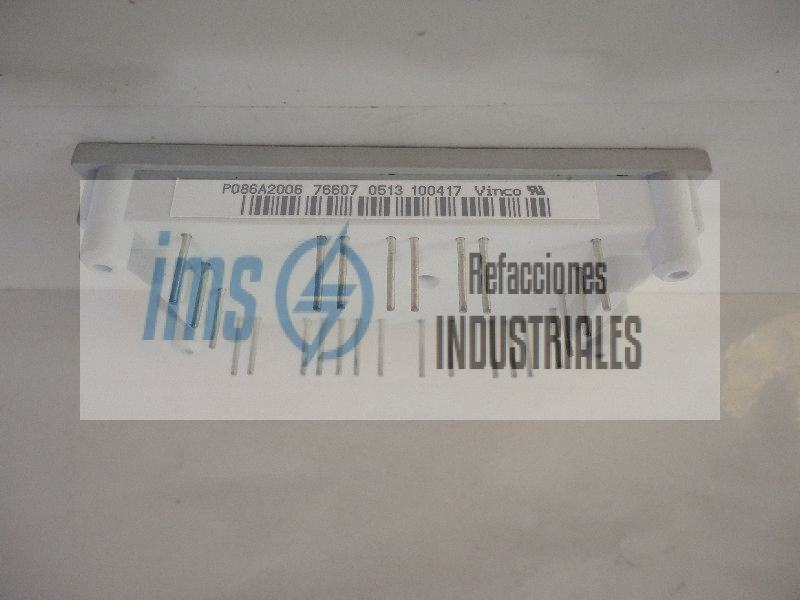 P086A2006 76607 0513 100417 Vinco
ims
Refacciones
INDUSTRIALES